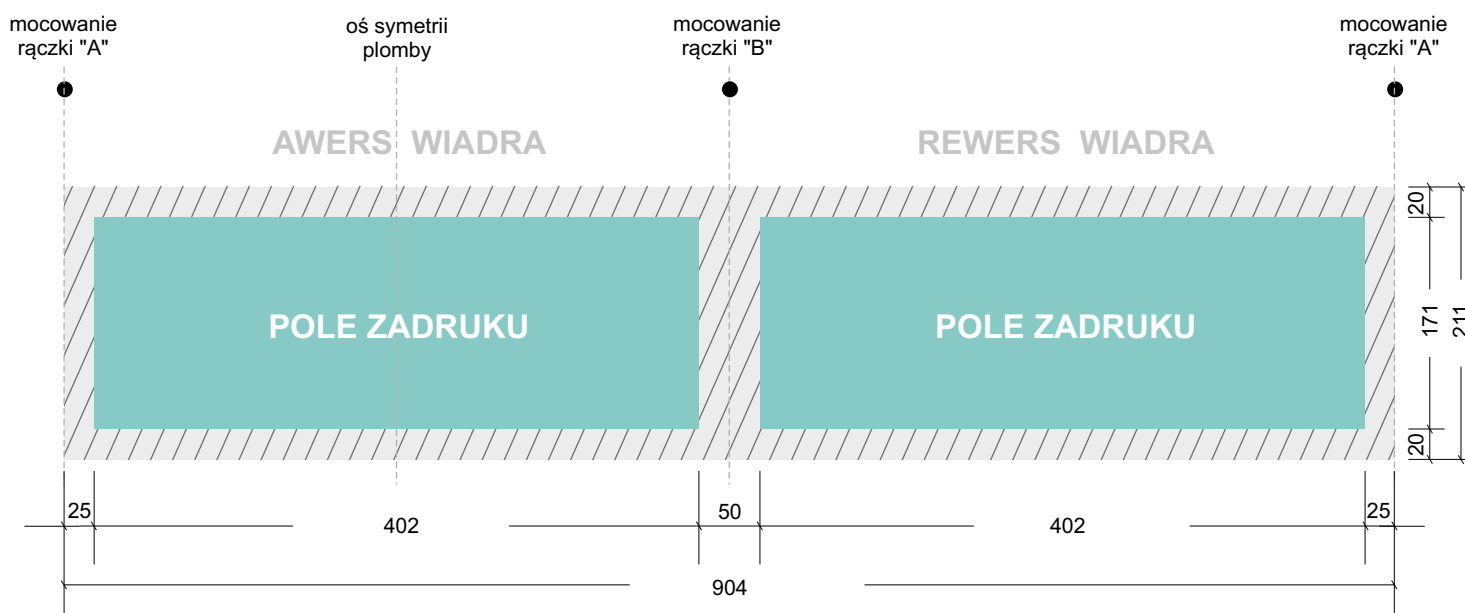 mocowanie
rączki "A"
oś symetrii
plomby
mocowanie
rączki "B"
mocowanie
rączki "A"
AWERS WIADRA
REWERS WIADRA
POLE ZADRUKU
POLE ZADRUKU
20
171
211
20
25
402
50
402
25
904